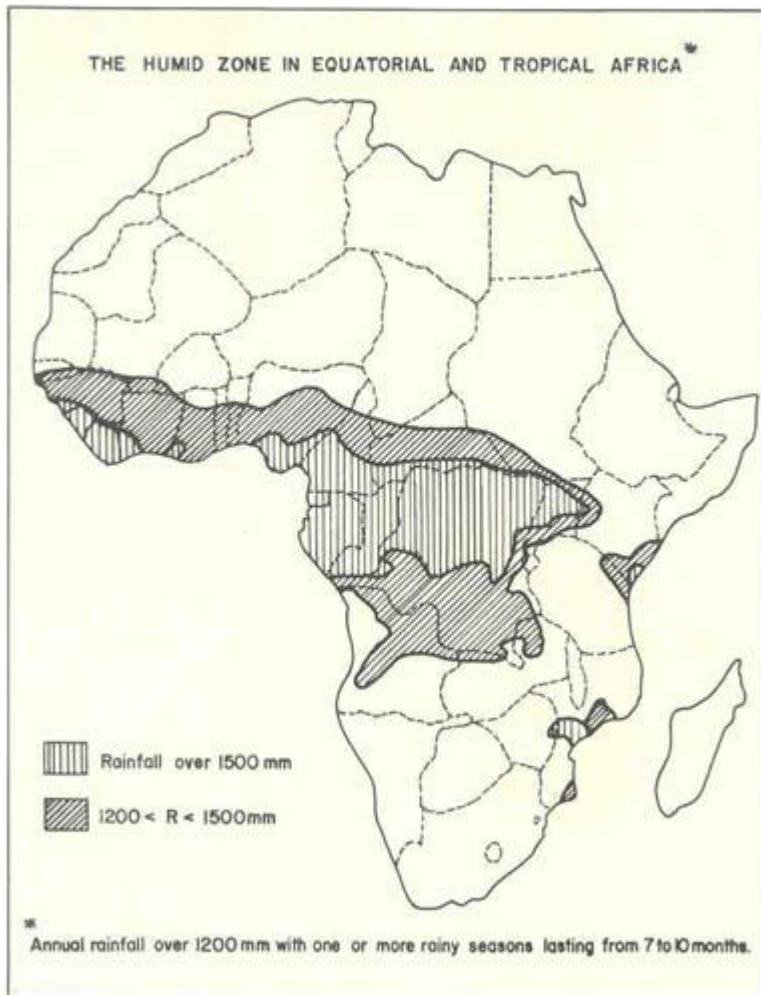 THE HUMID ZONE IN EQUATORIAL AND TROPICAL AFRICA*
Rainfall over 1500 mm
1200 < R < 1500mm
*
Annual rainfall over 1200 mm with one or more rainy seasons lasting from 7 to 10 months.